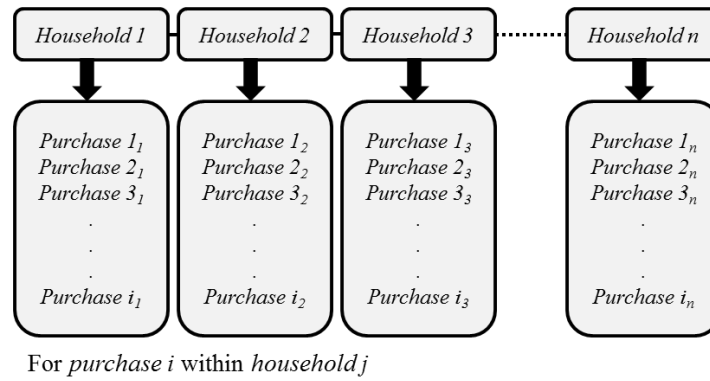 Household 1 Household 2 Household 3 Household n
Purchase 1₁ Purchase 1₂ Purchase 1₃ Purchase 1ₙ
Purchase 2₁ Purchase 2₂ Purchase 2₃ Purchase 2ₙ
Purchase 3₁ Purchase 3₂ Purchase 3₃ Purchase 3ₙ
. . . .
. . . .
. . . .
Purchase i₁ Purchase i₂ Purchase i₃ Purchase iₙ
For purchase i within household j